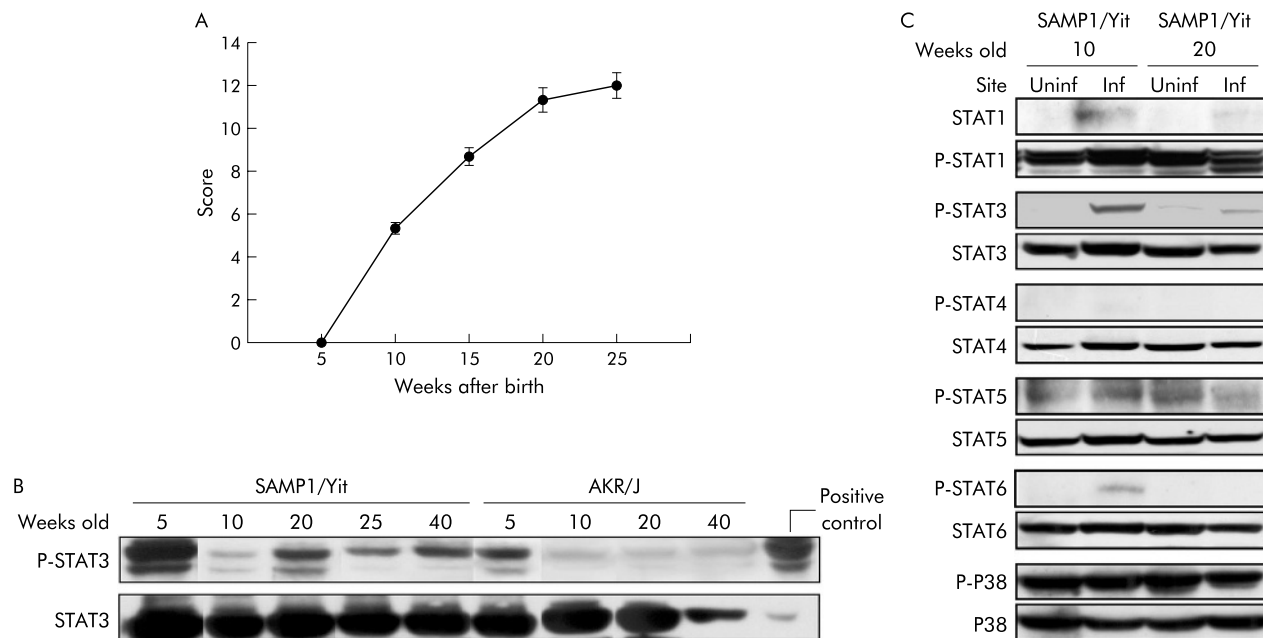 A
14
12
10
8
6
4
2
0
Score
5 10 15 20 25
Weeks after birth
B
SAMP1/Yit AKR/J
Positive control
Weeks old 5 10 20 25 40 5 10 20 40
P-STAT3
STAT3
C
SAMP1/Yit SAMP1/Yit
Weeks old 10 20
Site Uninf Inf Uninf Inf
STAT1
P-STAT1
P-STAT3
STAT3
P-STAT4
STAT4
P-STAT5
STAT5
P-STAT6
STAT6
P-P38
P38